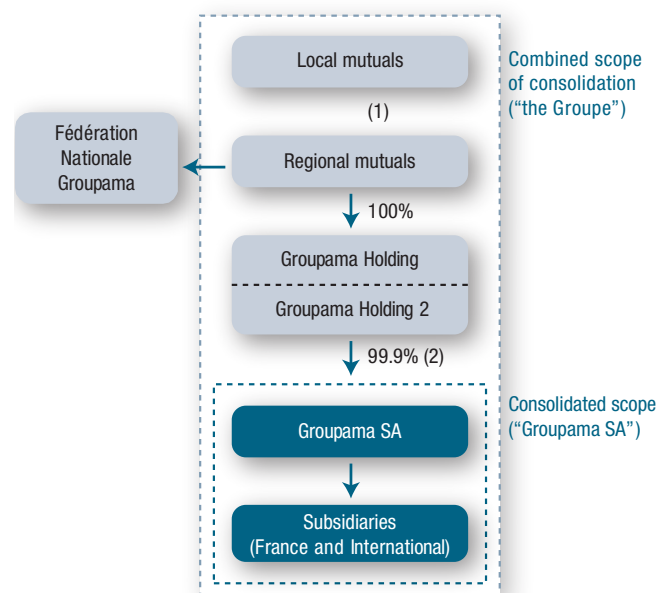 Local mutuals
Combined scope
of consolidation
(“the Groupe”)
(1)
Fédération
Nationale
Groupama
Regional mutuals
100%
Groupama Holding
Groupama Holding 2
99.9% (2)
Consolidated scope
(“Groupama SA”)
Groupama SA
Subsidiaries
(France and International)